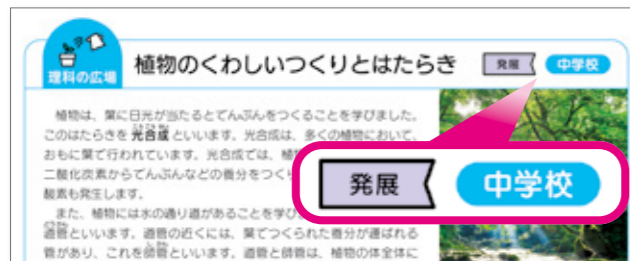 理科の広場
植物のくわしいつくりとはたらき
発展 中学校
植物は、葉に日光が当たるとでんぷんをつくることを学びました。
このはたらきを光合成といいます。光合成は、多くの植物において、
おもに葉で行われています。光合成では、植
二酸化炭素からでんぷんなどの養分をつくり
酸素も発生します。
また、植物には水の通り道があることを学び
道管といいます。道管の近くには、葉でつくられた養分が運ばれる
管があり、これを師管といいます。道管と師管は、植物の体全体に
発展 中学校